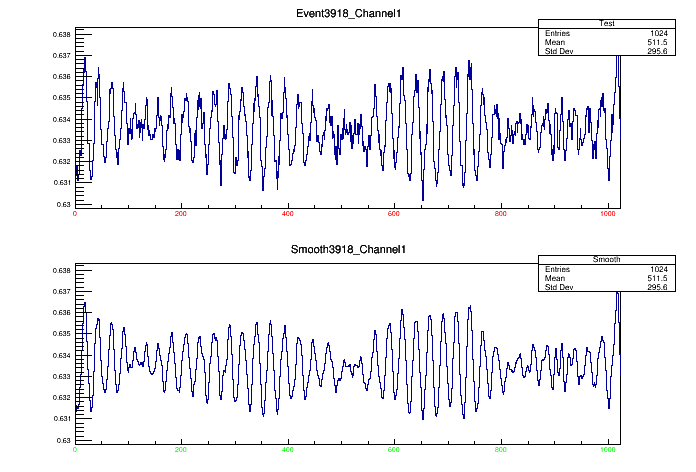 Event3918_Channel1
Test
Entries 1024
Mean 511.5
Std Dev 295.6
0.638
0.637
0.636
0.635
0.634
0.633
0.632
0.631
0.63
0 200 400 600 800 1000
Smooth3918_Channel1
Smooth
Entries 1024
Mean 511.5
Std Dev 295.6
0.638
0.637
0.636
0.635
0.634
0.633
0.632
0.631
0.63
0 200 400 600 800 1000